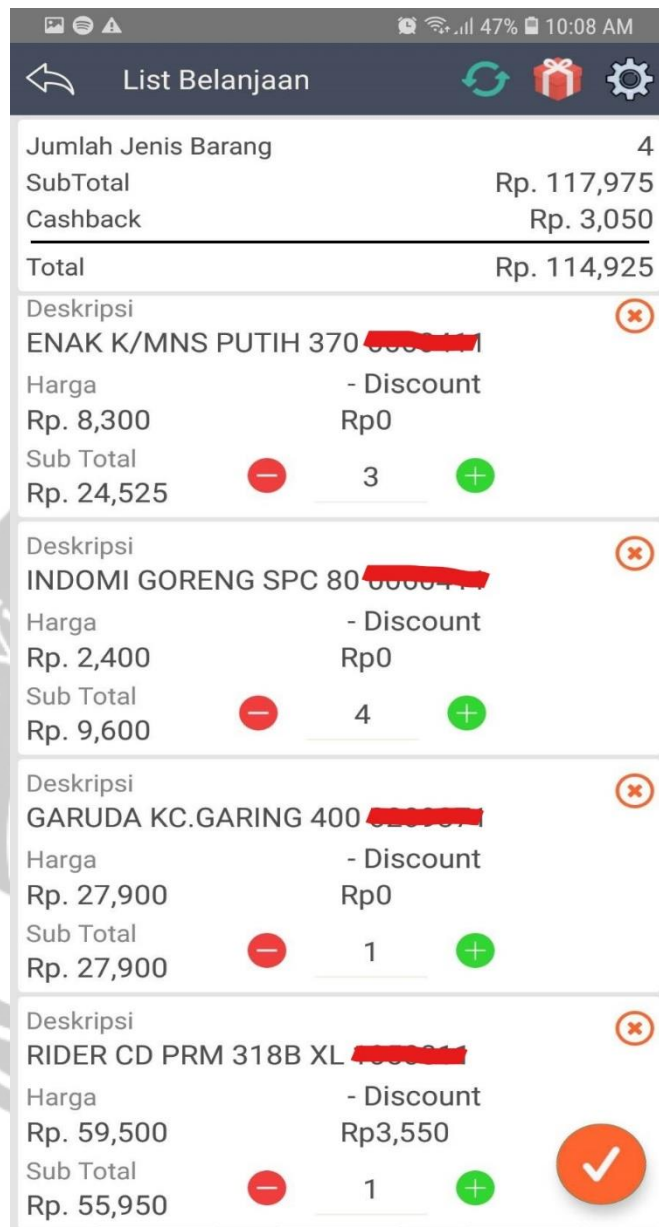 47% 10:08 AM
List Belanjaan
Jumlah Jenis Barang 4
SubTotal Rp. 117,975
Cashback Rp. 3,050
Total Rp. 114,925
Deskripsi
ENAK K/MNS PUTIH 370
Harga - Discount
Rp. 8,300 Rp0
Sub Total
Rp. 24,525 3
Deskripsi
INDOMI GORENG SPC 80
Harga - Discount
Rp. 2,400 Rp0
Sub Total
Rp. 9,600 4
Deskripsi
GARUDA KC.GARING 400
Harga - Discount
Rp. 27,900 Rp0
Sub Total
Rp. 27,900 1
Deskripsi
RIDER CD PRM 318B XL
Harga - Discount
Rp. 59,500 Rp3,550
Sub Total
Rp. 55,950 1